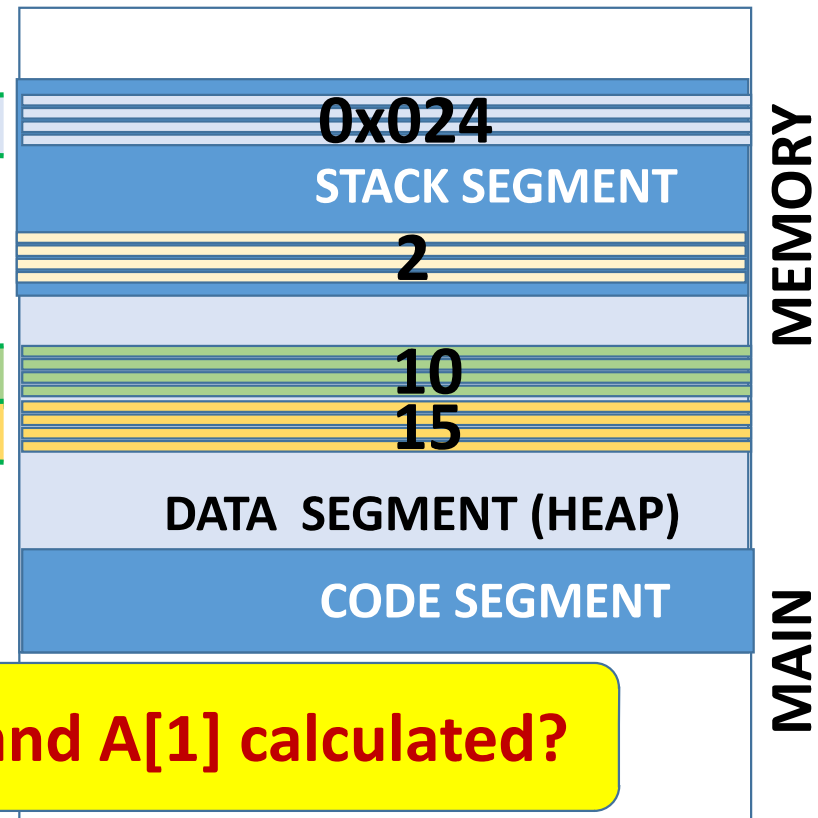 0x024
STACK SEGMENT
2
10
15
DATA SEGMENT (HEAP)
CODE SEGMENT
and A[1] calculated?
MAIN MEMORY